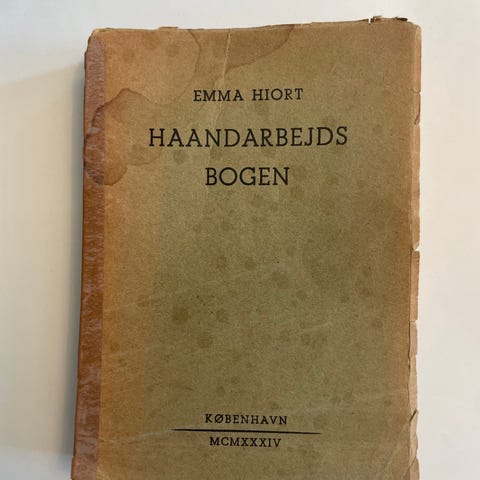 EMMA HIORT
HAANDARBEJDS
BOGEN
KØBENHAVN
MCMXXXIV